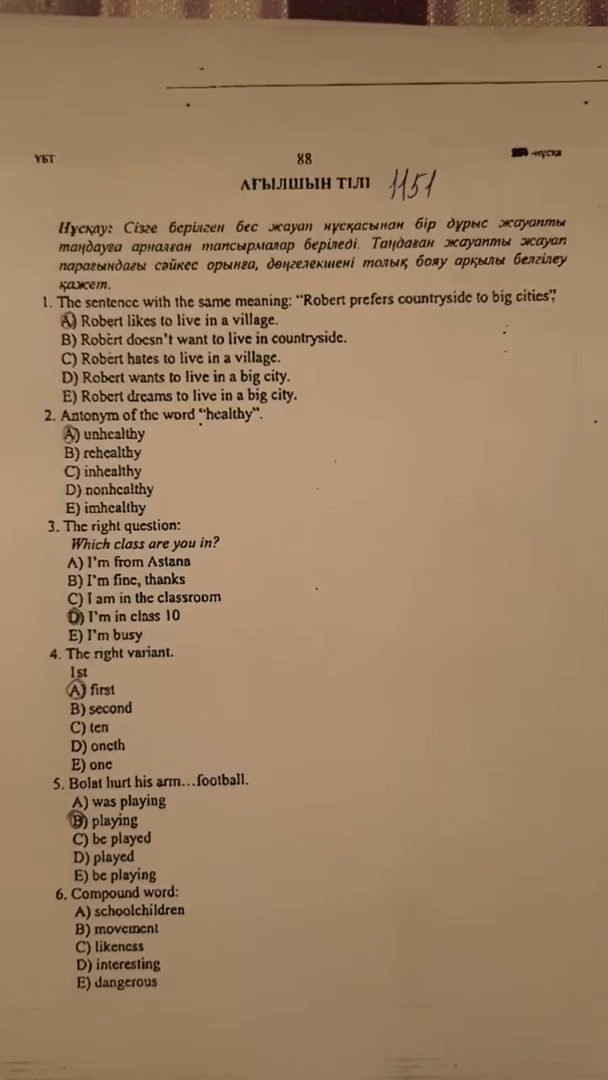 ҰБТ
88
-нұсқа
АҒЫЛШЫН ТІЛІ 1151
Нұсқау: Сізге берілген бес жауап нұсқасынан бір дұрыс жауапты
таңдауға арналған тапсырмалар беріледі. Таңдаған жауапты жауап
парағындағы сәйкес орынға, дөңгелекшені толық бояу арқылы белгілеу
қажет.
1. The sentence with the same meaning: “Robert prefers countryside to big cities”:
A) Robert likes to live in a village.
B) Robert doesn’t want to live in countryside.
C) Robert hates to live in a village.
D) Robert wants to live in a big city.
E) Robert dreams to live in a big city.
2. Antonym of the word “healthy”.
A) unhealthy
B) rehealthy
C) inhealthy
D) nonhealthy
E) imhealthy
3. The right question:
Which class are you in?
A) I’m from Astana
B) I’m fine, thanks
C) I am in the classroom
D) I’m in class 10
E) I’m busy
4. The right variant.
1st
A) first
B) second
C) ten
D) oneth
E) one
5. Bolat hurt his arm…football.
A) was playing
B) playing
C) be played
D) played
E) be playing
6. Compound word:
A) schoolchildren
B) movement
C) likeness
D) interesting
E) dangerous